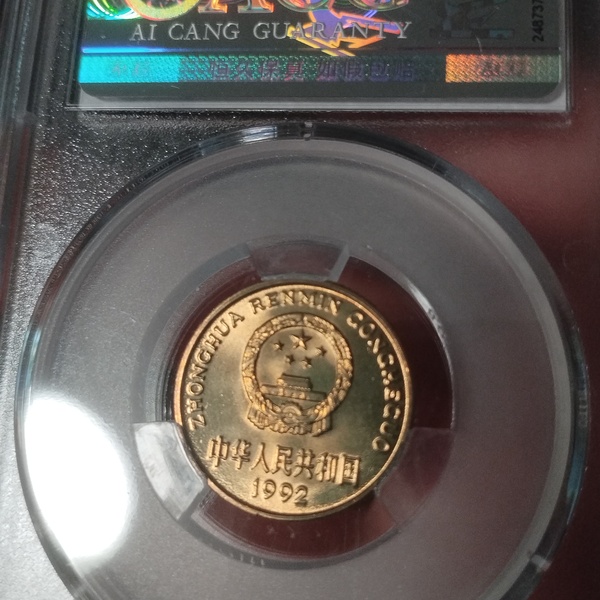 AI CANG GUARANTY
ZHONGHUA RENMIN GONGHEGUO
中华人民共和国
1992